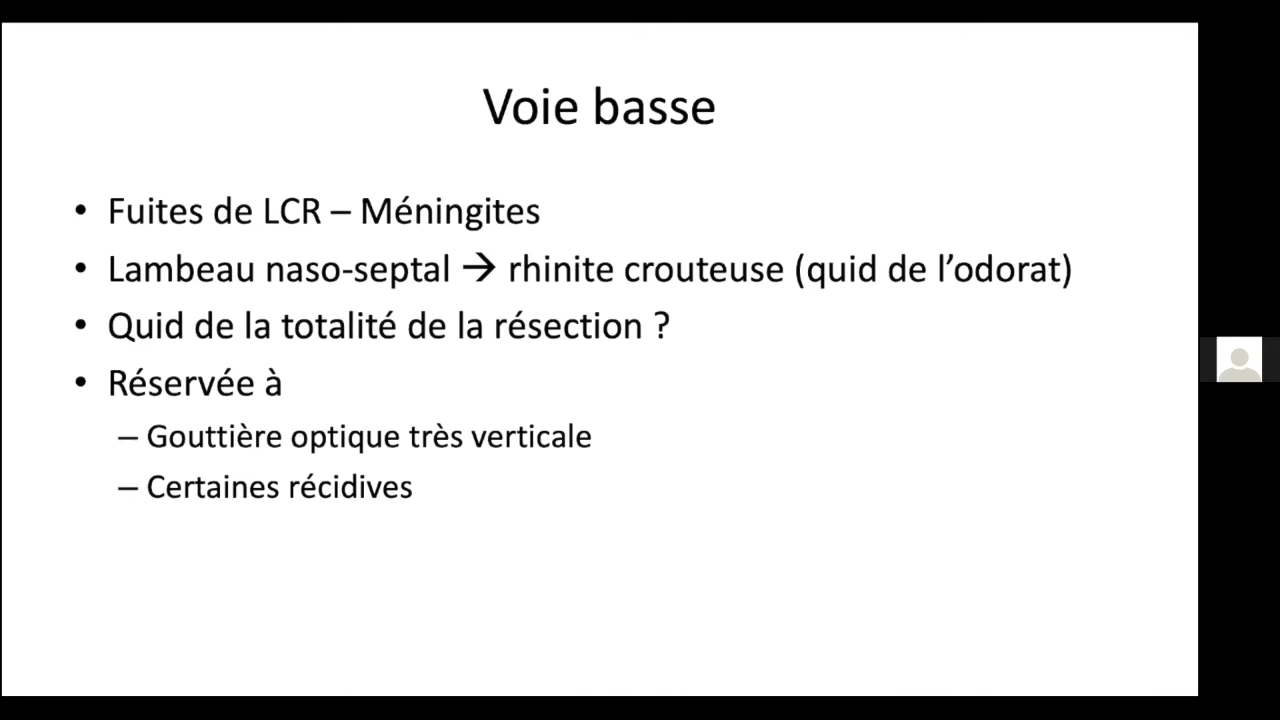 Voie basse
• Fuites de LCR – Méningites
• Lambeau naso-septal → rhinite crouteuse (quid de l’odorat)
• Quid de la totalité de la résection ?
• Réservée à
– Gouttière optique très verticale
– Certaines récidives